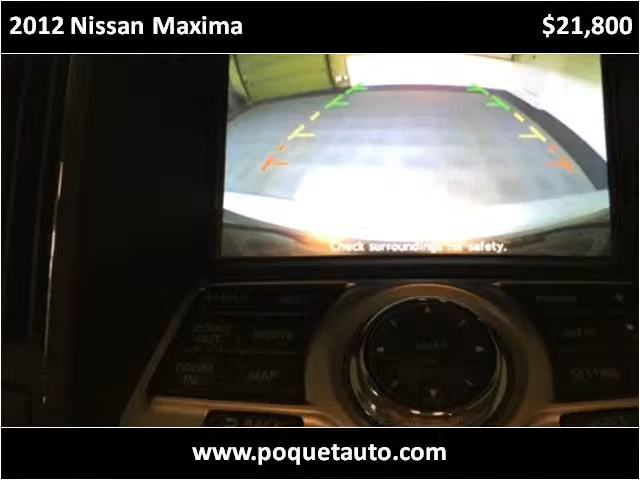 2012 Nissan Maxima $21,800
Check surroundings for safety.
ZOOM OUT ROUTE
ZOOM IN MAP
SETTING
BACK
www.poquetauto.com